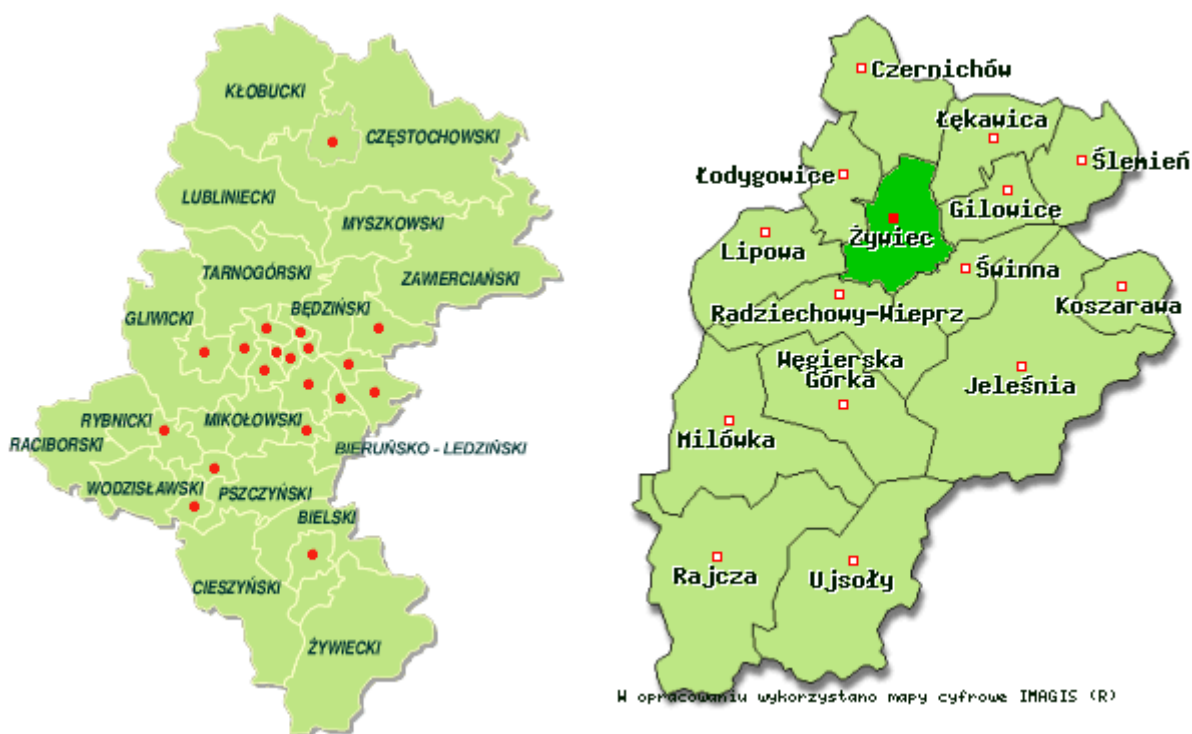 KŁOBUCKI
CZĘSTOCHOWSKI
LUBLINIECKI
MYSZKOWSKI
TARNOGÓRSKI
ZAWIERCIAŃSKI
BĘDZIŃSKI
GLIWICKI
RYBNICKI
MIKOŁOWSKI
RACIBORSKI
BIERUŃSKO - LEDZIŃSKI
WODZISŁAWSKI
PSZCZYŃSKI
BIELSKI
CIESZYŃSKI
ŻYWIECKI
Czernichów
Łękawica
Ślemień
Łodygowice
Gilowice
Żywiec
Lipowa
Świnna
Koszarawa
Radziechowy-Wieprz
Węgierska
Górka
Jeleśnia
Milówka
Rajcza
Ujsoły
W opracowaniu wykorzystano mapy cyfrowe IMAGIS (R)